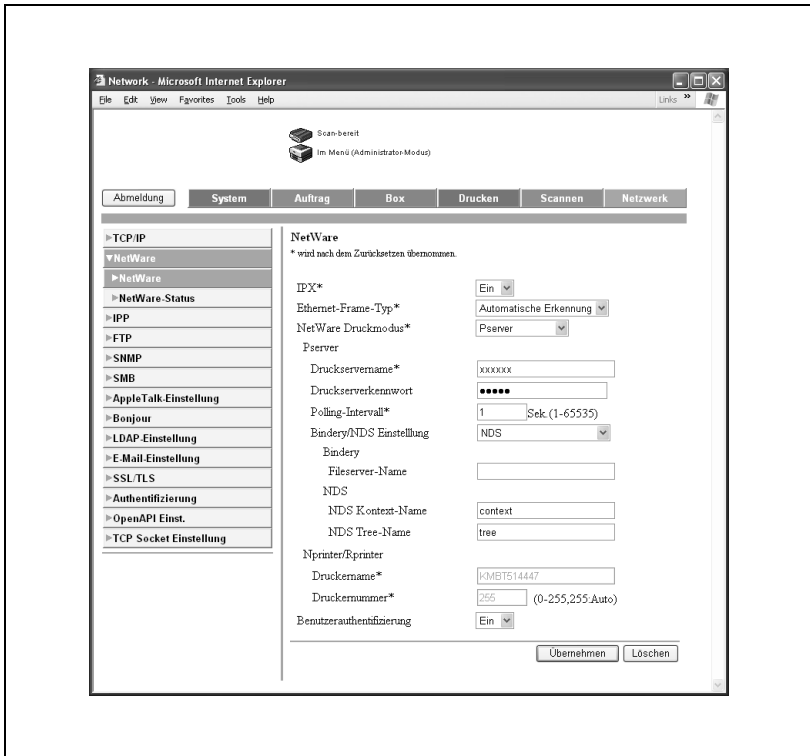 Network - Microsoft Internet Explorer
File Edit View Favorites Tools Help Links »
Scan-bereit
Im Menü (Administrator-Modus)
Abmeldung System Auftrag Box Drucken Scannen Netzwerk
TCP/IP
NetWare
NetWare
NetWare-Status
IPP
FTP
SNMP
SMB
AppleTalk-Einstellung
Bonjour
LDAP-Einstellung
E-Mail-Einstellung
SSL/TLS
Authentifizierung
OpenAPI Einst.
TCP Socket Einstellung
NetWare
* wird nach dem Zurücksetzen übernommen.
IPX* Ein
Ethernet-Frame-Typ* Automatische Erkennung
NetWare Druckmodus* Pserver
Pserver
Druckservername* xxxxxx
Druckserverkennwort •••••
Polling-Intervall* 1 Sek.(1-65535)
Bindery/NDS Einstelllung NDS
Bindery
Fileserver-Name
NDS
NDS Kontext-Name context
NDS Tree-Name tree
Nprinter/Rprinter
Druckername* KMBT514447
Druckernummer* 255 (0-255,255:Auto)
Benutzerauthentifizierung Ein
Übernehmen Löschen